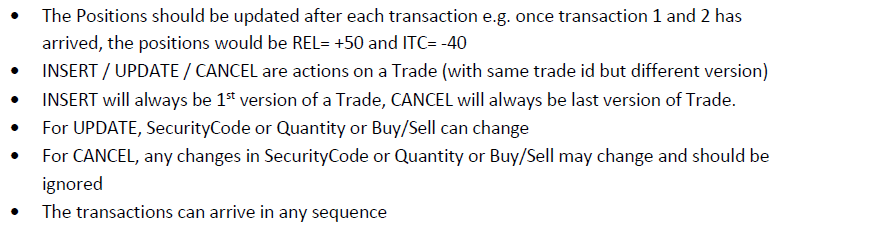 • The Positions should be updated after each transaction e.g. once transaction 1 and 2 has
arrived, the positions would be REL= +50 and ITC= -40
• INSERT / UPDATE / CANCEL are actions on a Trade (with same trade id but different version)
• INSERT will always be 1st version of a Trade, CANCEL will always be last version of Trade.
• For UPDATE, SecurityCode or Quantity or Buy/Sell can change
• For CANCEL, any changes in SecurityCode or Quantity or Buy/Sell may change and should be
ignored
• The transactions can arrive in any sequence